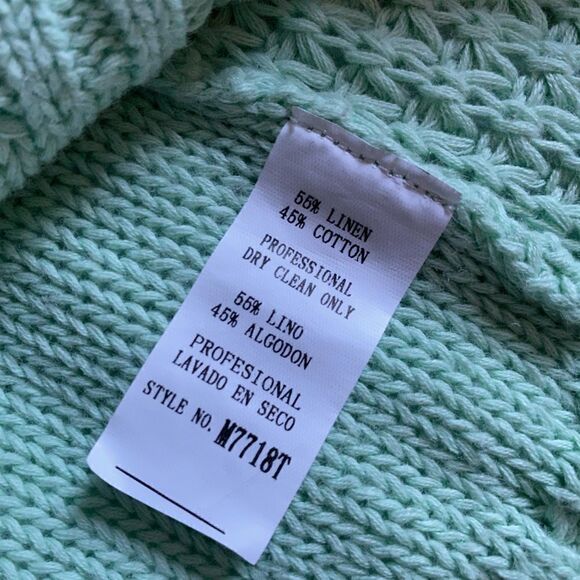 55% LINEN
45% COTTON
PROFESSIONAL
DRY CLEAN ONLY
55% LINO
45% ALGODON
PROFESIONAL
LAVADO EN SECO
STYLE NO. M7718T